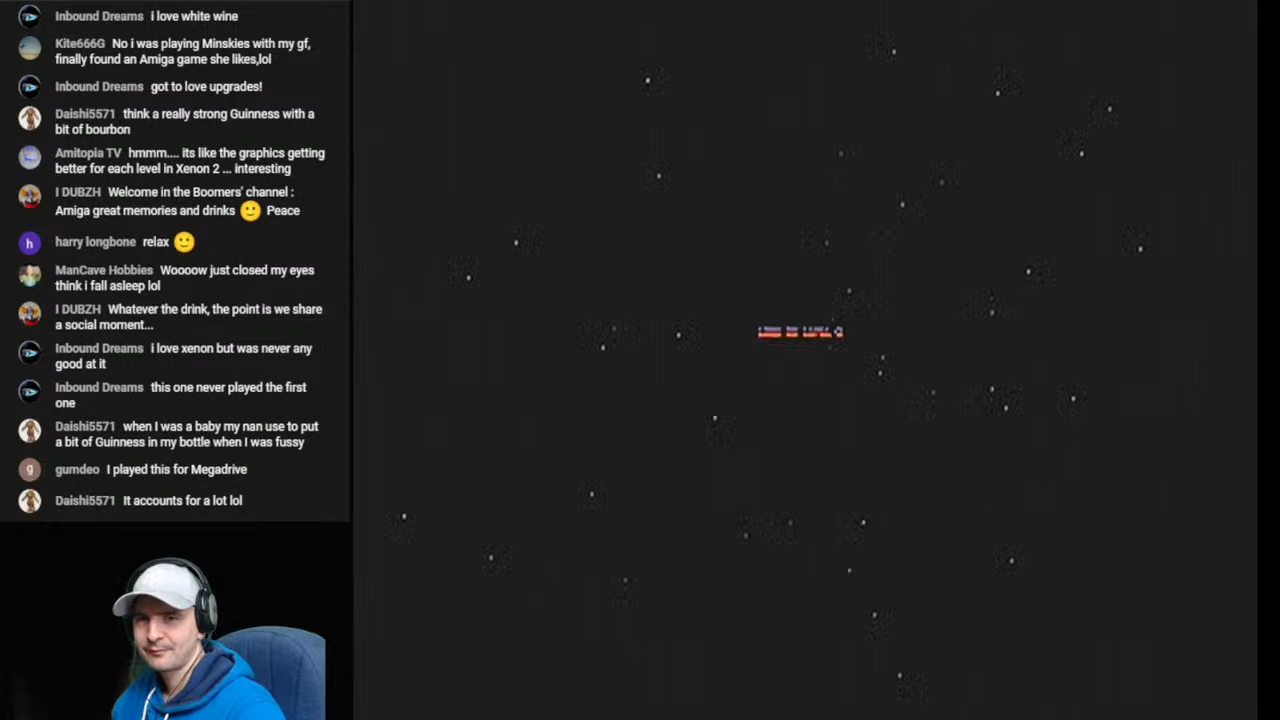 Inbound Dreams i love white wine
Kite666G No i was playing Minskies with my gf,
finally found an Amiga game she likes,lol
Inbound Dreams got to love upgrades!
Daishi5571 think a really strong Guinness with a
bit of bourbon
Amitopia TV hmmm.... its like the graphics getting
better for each level in Xenon 2 ... interesting
I DUBZH Welcome in the Boomers' channel :
Amiga great memories and drinks 🙂 Peace
h harry longbone relax 🙂
ManCave Hobbies Woooow just closed my eyes
think i fall asleep lol
I DUBZH Whatever the drink, the point is we share
a social moment...
Inbound Dreams i love xenon but was never any
good at it
Inbound Dreams this one never played the first
one
Daishi5571 when I was a baby my nan use to put
a bit of Guinness in my bottle when I was fussy
g gumdeo I played this for Megadrive
Daishi5571 It accounts for a lot lol